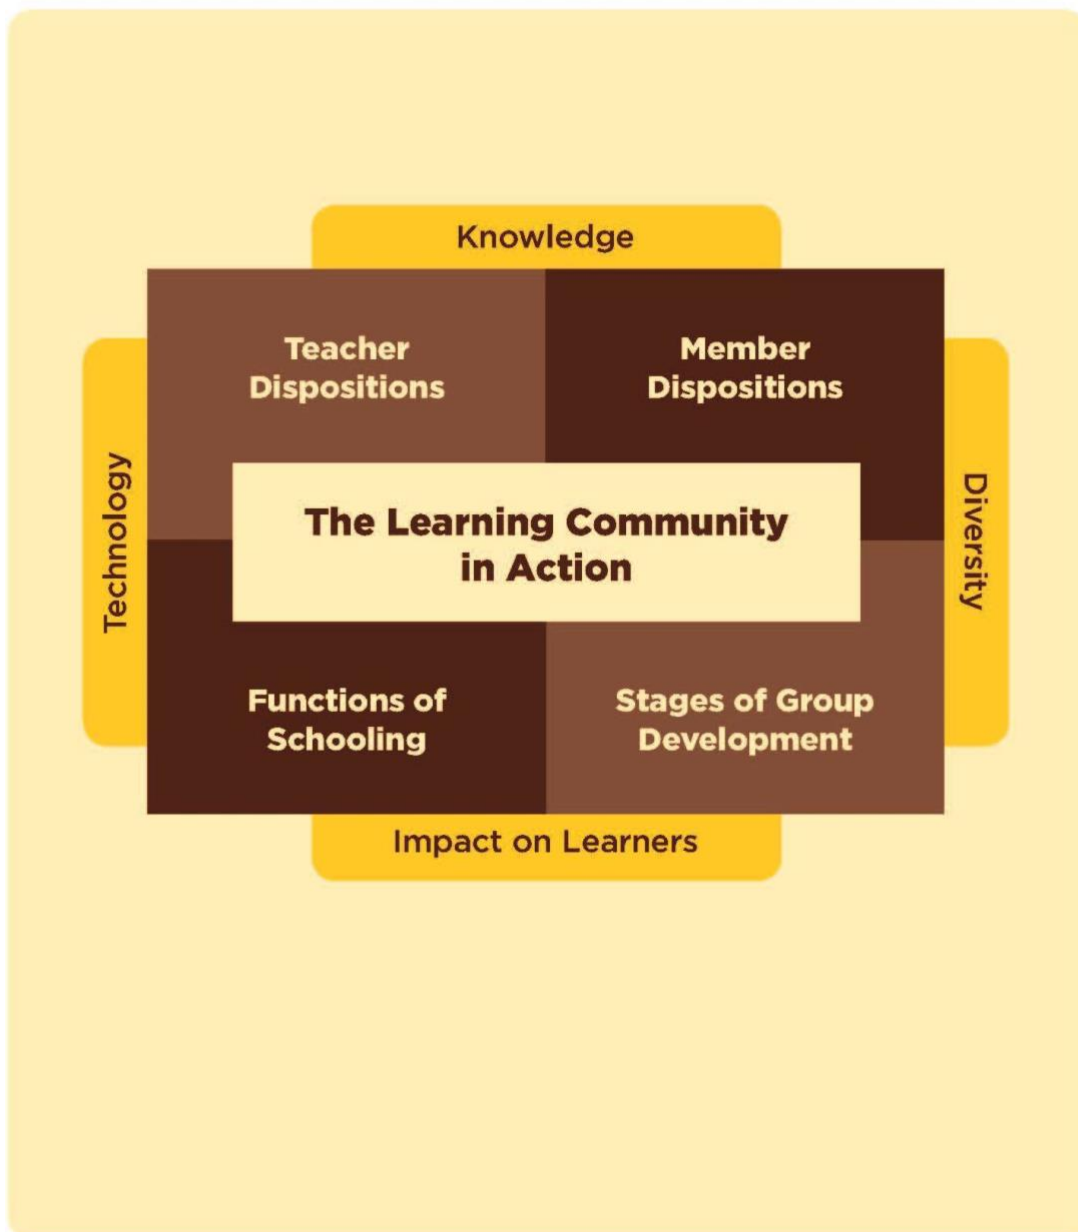 Knowledge
Teacher
Dispositions
Member
Dispositions
Technology
The Learning Community
in Action
Diversity
Functions of
Schooling
Stages of Group
Development
Impact on Learners